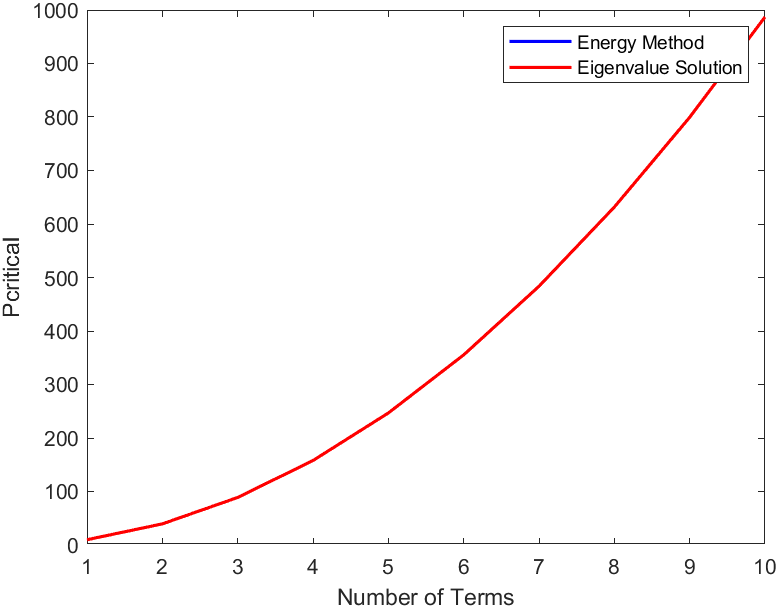 1000
900
800
700
600
500
400
300
200
100
0
Pcritical
Energy Method
Eigenvalue Solution
1 2 3 4 5 6 7 8 9 10
Number of Terms